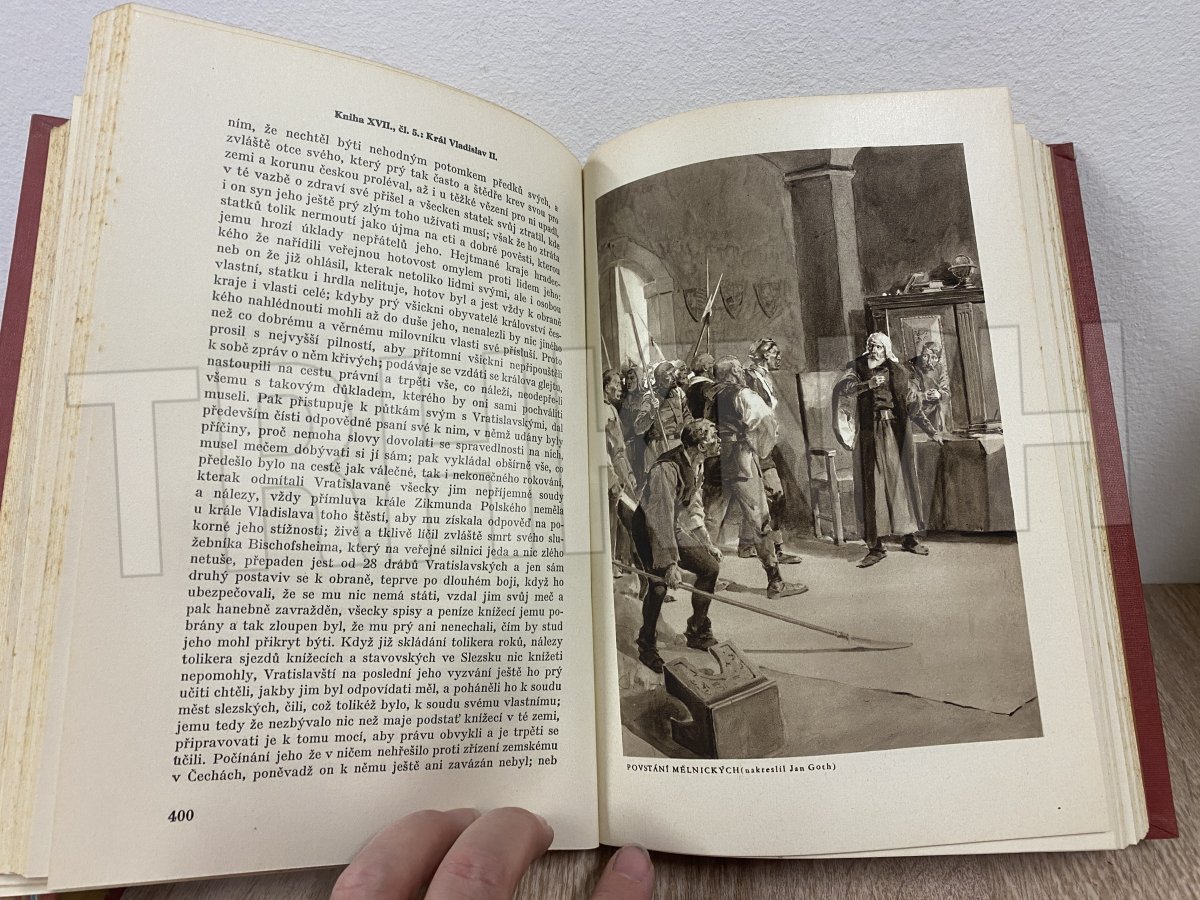 Kniha XVII., čl. 5.: Král Vladislav II.
ním, že nechtěl býti nehodným potomkem předků svých, a
zvláště otce svého, který prý tak často a štědře krev svou pro
zemi a korunu českou proléval, až i u těžké vězení pro ni upadl,
v té vazbě o zdraví své přišel a všecken statek svůj ztratil, kde
i on syn jeho ještě prý zlým toho užívati musí; však že ho ztráta
statků tolik nermoutí jako újma na cti a dobré pověsti, kterou
jemu hrozí úklady nepřátelů jeho. Hejtmané kraje hradec-
kého že nařídili veřejnou hotovost omylem proti lidem jeho:
neb on že již ohlásil, kterak netoliko lidmi svými, ale i osobou
vlastní, statku i hrdla nelituje, hotov byl a jest vždy k obraně
kraje i vlasti celé; kdyby prý všickni obyvatelé království čes-
kého nahlédnouti mohli až do duše jeho, nenalezli by nic jiného
než co dobrému a věrnému milovníku vlasti své přísluší. Proto
prosil s nejvyšší pilností, aby přítomni všickni nepřipouštěli
k sobě zpráv o něm křivých; podávaje se vzdáti se králova glejtu,
nastoupili na cestu právní a trpěti vše, co náleží, neodepře-li
všemu s takovým důkladem, kterého by oni sami pochváliti
museli. Pak přistupuje k půtkám svým s Vratislavskými, dal
především čísti odpovědné psaní své k nim, v němž udány byly
příčiny, proč nemoha slovy dovolati se spravedlnosti na nich,
musel mečem dobývati si jí sám; pak vykládal obšírně vše, co
předešlo bylo na cestě jak válečné, tak i nekonečného rokování,
kterak odmítali Vratislavané všecky jim nepříjemné soudy
a nálezy, vždy přímluva krále Zikmunda Polského neměla
u krále Vladislava toho štěstí, aby mu získala odpověď na po-
korné jeho stížnosti; živě a tklivě líčil zvláště smrt svého slu-
žebníka Bischofsheima, který na veřejné silnici jeda a nic zlého
netuše, přepaden jest od 28 drábů Vratislavských a jen sám
druhý postaviv se k obraně, teprve po dlouhém boji, když ho
ubezpečovali, že se mu nic nemá státi, vzdal jim svůj meč a
pak hanebně zavražděn, všecky spisy a peníze knížecí jemu po-
brány a tak zloupen byl, že mu prý ani nenechali, čím by stud
jeho mohl přikryt býti. Když již skládání tolikera roků, nálezy
tolikera sjezdů knížecích a stavovských ve Slezsku nic knížeti
nepomohly, Vratislavští na poslední jeho vyzvání ještě ho prý
učiti chtěli, jakby jim byl odpovídati měl, a poháněli ho k soudu
měst slezských, čili, což tolikéž bylo, k soudu svému vlastnímu;
jemu tedy že nezbývalo nic než maje podstať knížecí v té zemi,
připravovati je k tomu mocí, aby právu obvykli a je trpěti se
učili. Počínání jeho že v ničem nehřešilo proti zřízení zemskému
v Čechách, poněvadž on k němu ještě ani zavázán nebyl; neb
400
POVSTÁNÍ MĚLNICKÝCH (nakreslil Jan Goth)